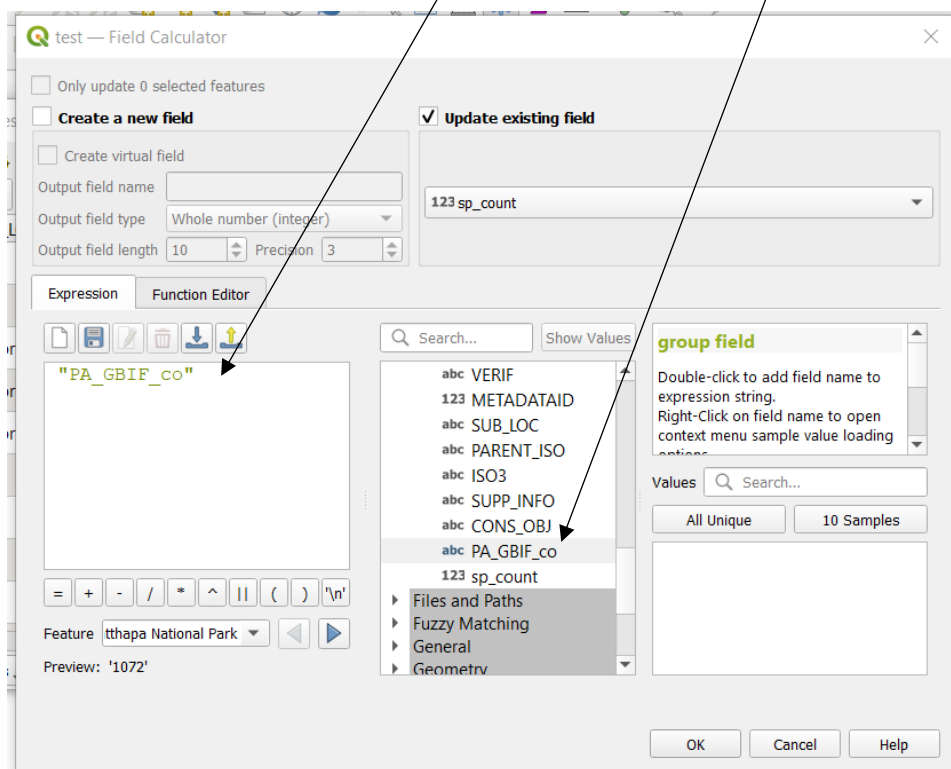 test — Field Calculator
Only update 0 selected features
Create a new field
Update existing field
Create virtual field
Output field name
123 sp_count
Output field type Whole number (integer)
Output field length 10 Precision 3
Expression Function Editor
Search... Show Values
group field
"PA_GBIF_co"
abc VERIF
123 METADATAID
abc SUB_LOC
abc PARENT_ISO
abc ISO3
abc SUPP_INFO
abc CONS_OBJ
abc PA_GBIF_co
123 sp_count
Files and Paths
Fuzzy Matching
General
Geometry
Double-click to add field name to
expression string.
Right-Click on field name to open
context menu sample value loading
options
Values Search...
All Unique 10 Samples
= + - / * ^ || ( ) '\n'
Feature tthapa National Park
Preview: '1072'
OK Cancel Help